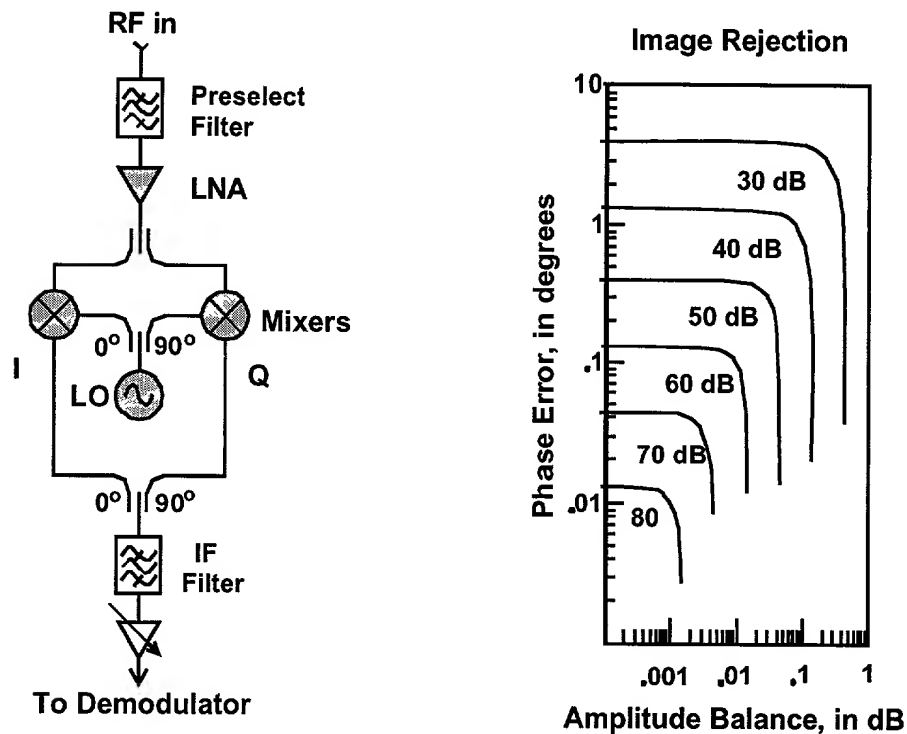 RF in
Preselect
Filter
LNA
Mixers
0° 90°
I
Q
LO
0° 90°
IF
Filter
To Demodulator
Image Rejection
10
1
.1
.01
Phase Error, in degrees
30 dB
40 dB
50 dB
60 dB
70 dB
80
.001 .01 .1 1
Amplitude Balance, in dB